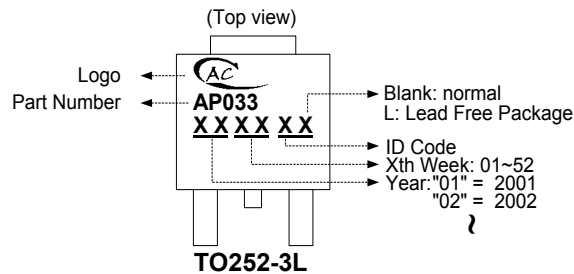 (Top view)
AC
Logo
Part Number
AP033
X X X X X X
Blank: normal
L: Lead Free Package
ID Code
Xth Week: 01~52
Year:"01" = 2001
"02" = 2002
~
TO252-3L